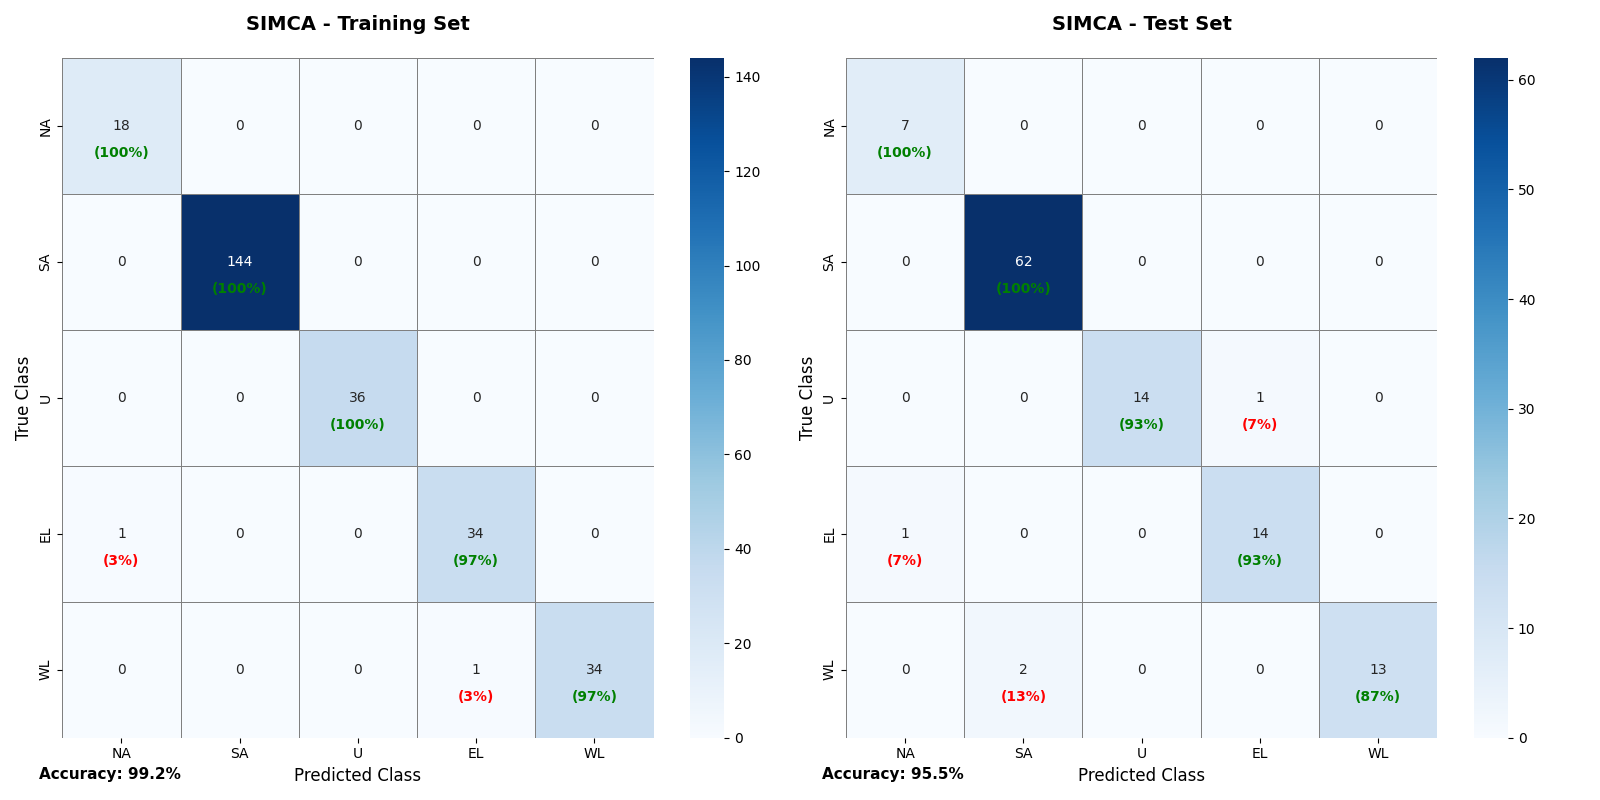 SIMCA - Training Set
True Class
NA
SA
U
EL
WL
18 0 0 0 0
(100%)
0 144 0 0 0
(100%)
0 0 36 0 0
(100%)
1 0 0 34 0
(3%) (97%)
0 0 0 1 34
(3%) (97%)
140
120
100
80
60
40
20
0
NA SA U EL WL
Accuracy: 99.2%
Predicted Class
SIMCA - Test Set
True Class
NA
SA
U
EL
WL
7 0 0 0 0
(100%)
0 62 0 0 0
(100%)
0 0 14 1 0
(93%) (7%)
1 0 0 14 0
(7%) (93%)
0 2 0 0 13
(13%) (87%)
60
50
40
30
20
10
0
NA SA U EL WL
Accuracy: 95.5%
Predicted Class